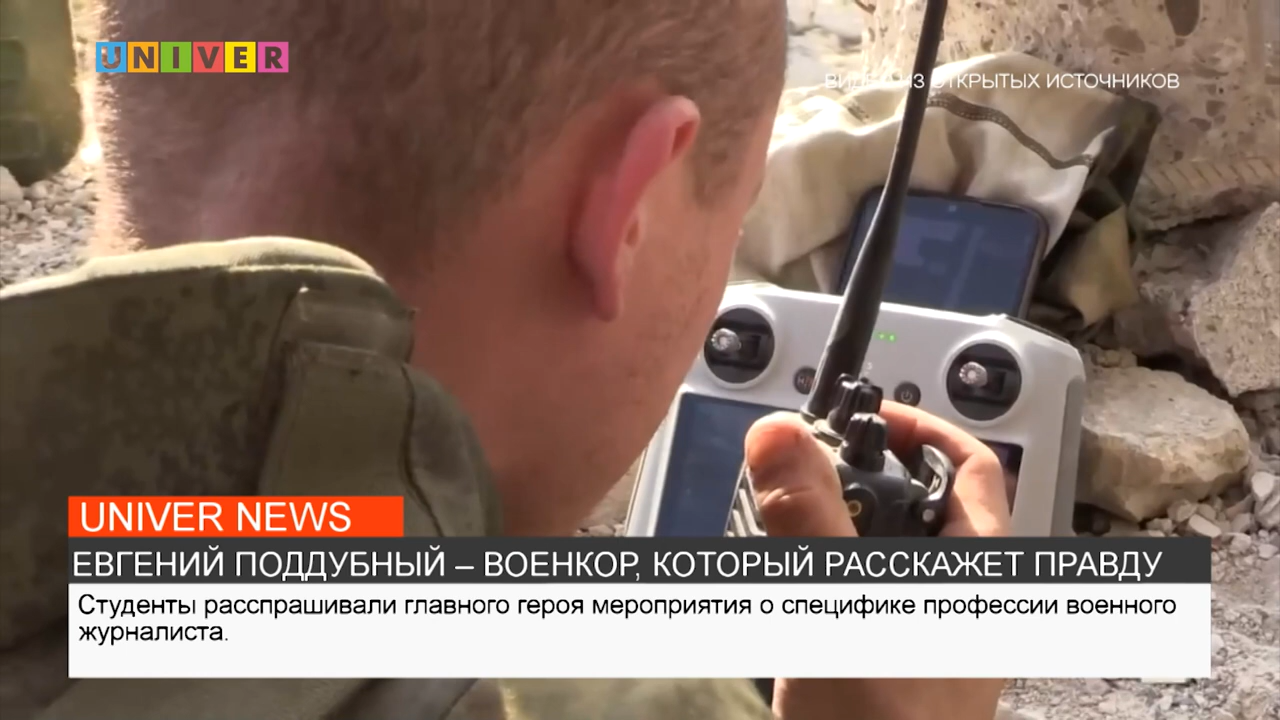 UNIVER
ВИДЕО ИЗ ОТКРЫТЫХ ИСТОЧНИКОВ
UNIVER NEWS
ЕВГЕНИЙ ПОДДУБНЫЙ – ВОЕНКОР, КОТОРЫЙ РАССКАЖЕТ ПРАВДУ
Студенты расспрашивали главного героя мероприятия о специфике профессии военного
журналиста.